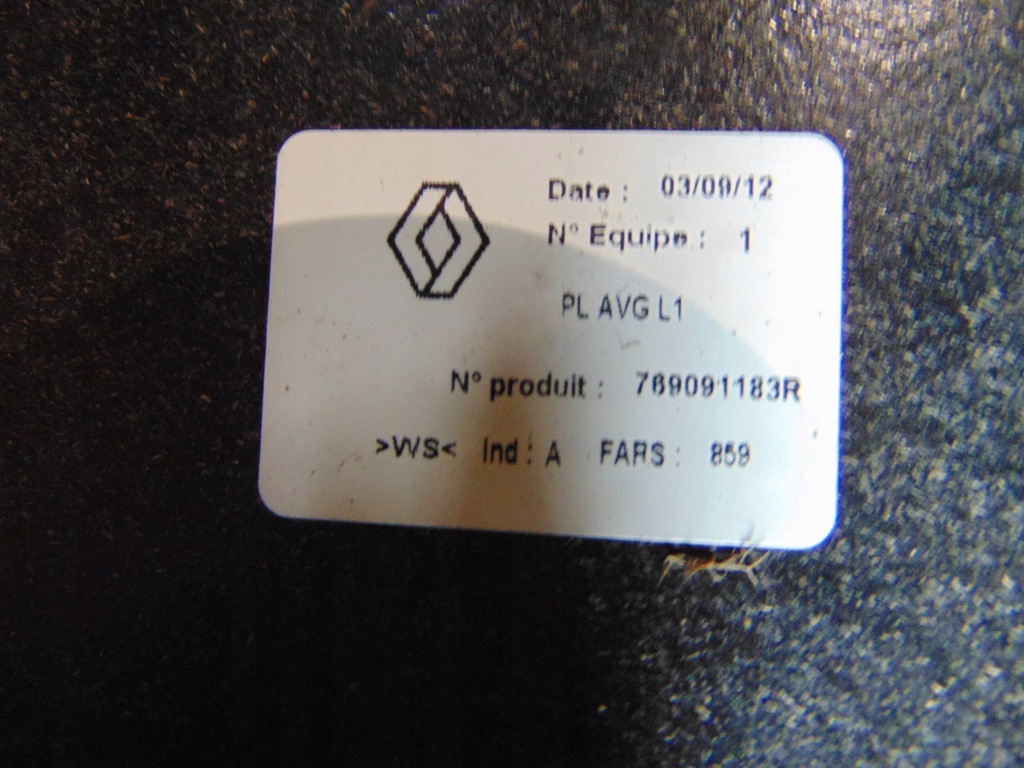 Date : 03/09/12
N° Equipe : 1
PL AVG L1
N° produit : 769091183R
>WS< Ind : A FARS : 859